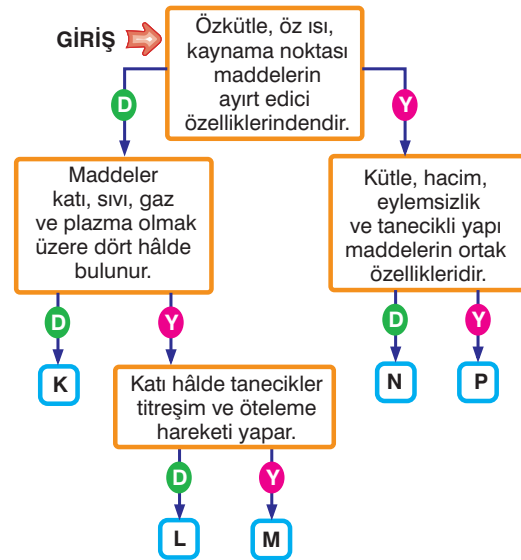 GİRİŞ
Özkütle, öz ısı,
kaynama noktası
maddelerin
ayırt edici
özelliklerindendir.
D
Y
Maddeler
katı, sıvı, gaz
ve plazma olmak
üzere dört hâlde
bulunur.
Kütle, hacim,
eylemsizlik
ve tanecikli yapı
maddelerin ortak
özellikleridir.
D
Y
D
Y
K
Katı hâlde tanecikler
titreşim ve öteleme
hareketi yapar.
N
P
D
Y
L
M